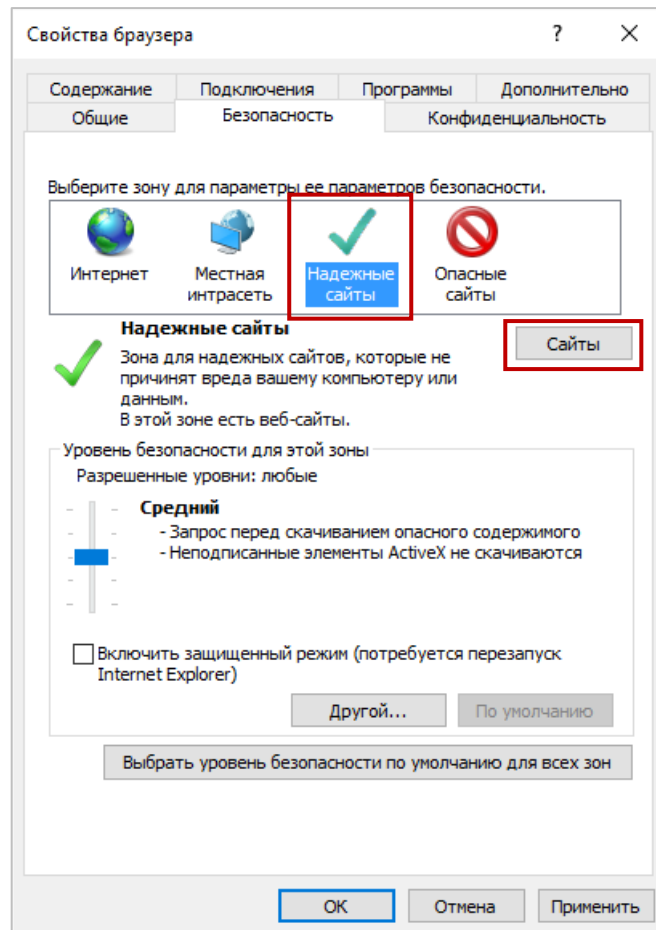 Свойства браузера
?
Содержание Подключения Программы Дополнительно
Общие Безопасность Конфиденциальность
Выберите зону для параметры ее параметров безопасности.
Интернет Местная интрасеть Надежные сайты Опасные сайты
Надежные сайты
Сайты
Зона для надежных сайтов, которые не
причинят вреда вашему компьютеру или
данным.
В этой зоне есть веб-сайты.
Уровень безопасности для этой зоны
Разрешенные уровни: любые
Средний
- Запрос перед скачиванием опасного содержимого
- Неподписанные элементы ActiveX не скачиваются
Включить защищенный режим (потребуется перезапуск
Internet Explorer)
Другой... По умолчанию
Выбрать уровень безопасности по умолчанию для всех зон
ОК Отмена Применить